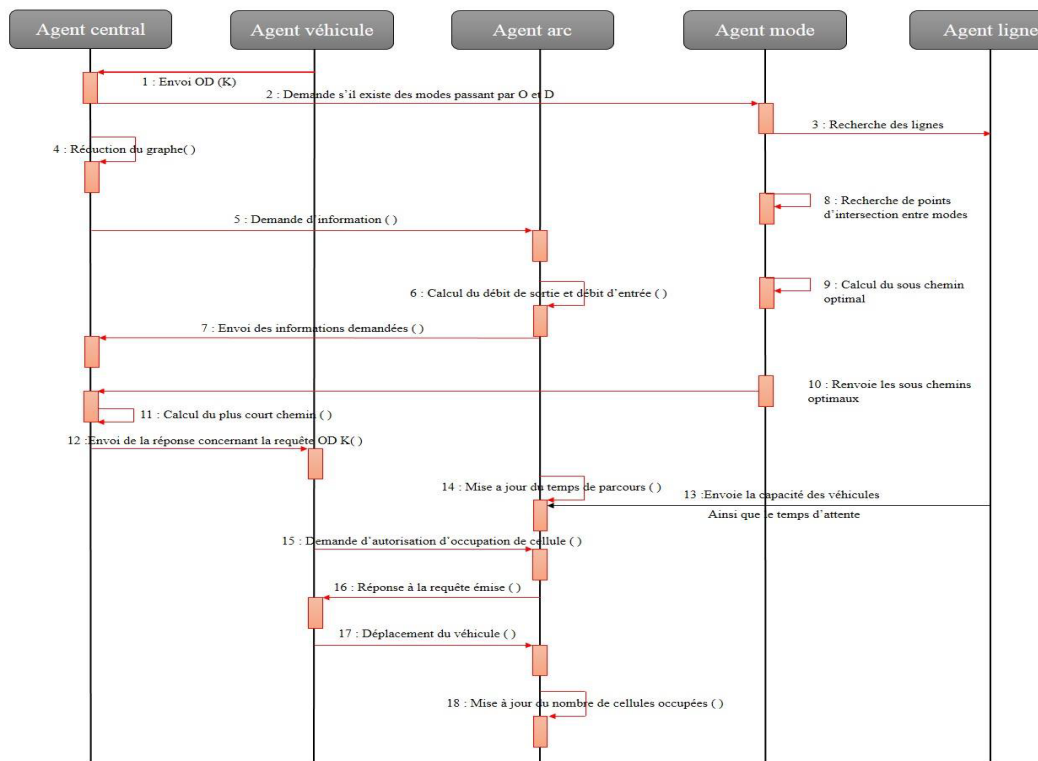 Agent central
Agent véhicule
Agent arc
Agent mode
Agent ligne
1 : Envoi OD (K)
2 : Demande s'il existe des modes passant par O et D
3 : Recherche des lignes
4 : Réduction du graphe( )
8 : Recherche de points
d'intersection entre modes
5 : Demande d'information ( )
9 : Calcul du sous chemin
optimal
6 : Calcul du débit de sortie et débit d'entrée ( )
7 : Envoi des informations demandées ( )
10 : Renvoie les sous chemins
optimaux
11 : Calcul du plus court chemin ( )
12 :Envoi de la réponse concernant la requête OD K( )
14 : Mise a jour du temps de parcours ( )
13 :Envoie la capacité des véhicules
Ainsi que le temps d'attente
15 : Demande d'autorisation d'occupation de cellule ( )
16 : Réponse à la requête émise ( )
17 : Déplacement du véhicule ( )
18 : Mise à jour du nombre de cellules occupées ( )